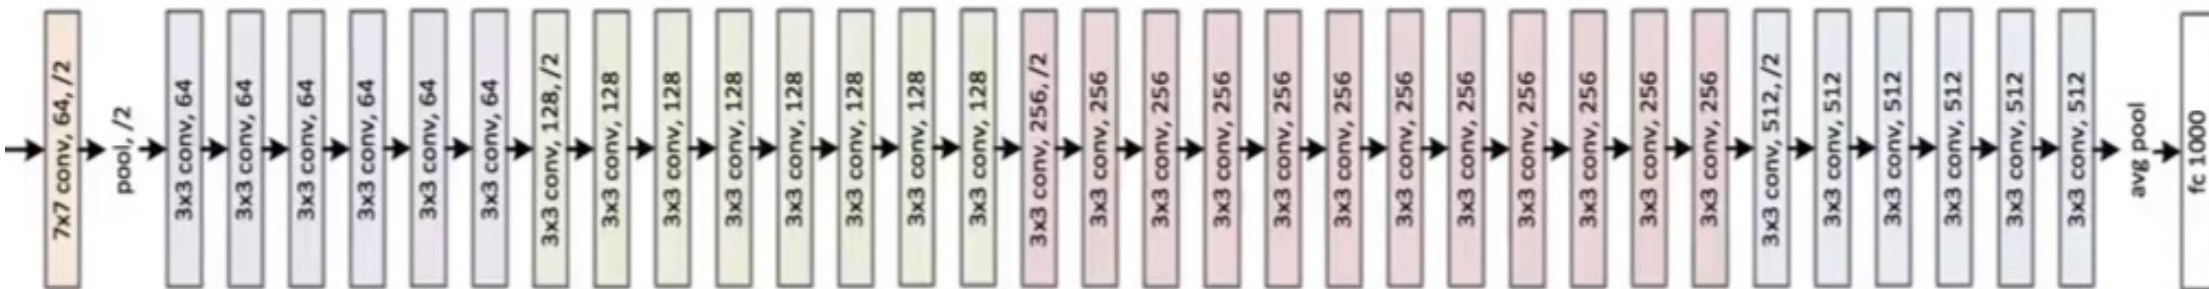 7x7 conv, 64, /2
pool, /2
3x3 conv, 64
3x3 conv, 64
3x3 conv, 64
3x3 conv, 64
3x3 conv, 64
3x3 conv, 64
3x3 conv, 128, /2
3x3 conv, 128
3x3 conv, 128
3x3 conv, 128
3x3 conv, 128
3x3 conv, 128
3x3 conv, 128
3x3 conv, 128
3x3 conv, 256, /2
3x3 conv, 256
3x3 conv, 256
3x3 conv, 256
3x3 conv, 256
3x3 conv, 256
3x3 conv, 256
3x3 conv, 256
3x3 conv, 256
3x3 conv, 256
3x3 conv, 256
3x3 conv, 256
3x3 conv, 512, /2
3x3 conv, 512
3x3 conv, 512
3x3 conv, 512
3x3 conv, 512
3x3 conv, 512
avg pool
fc 1000